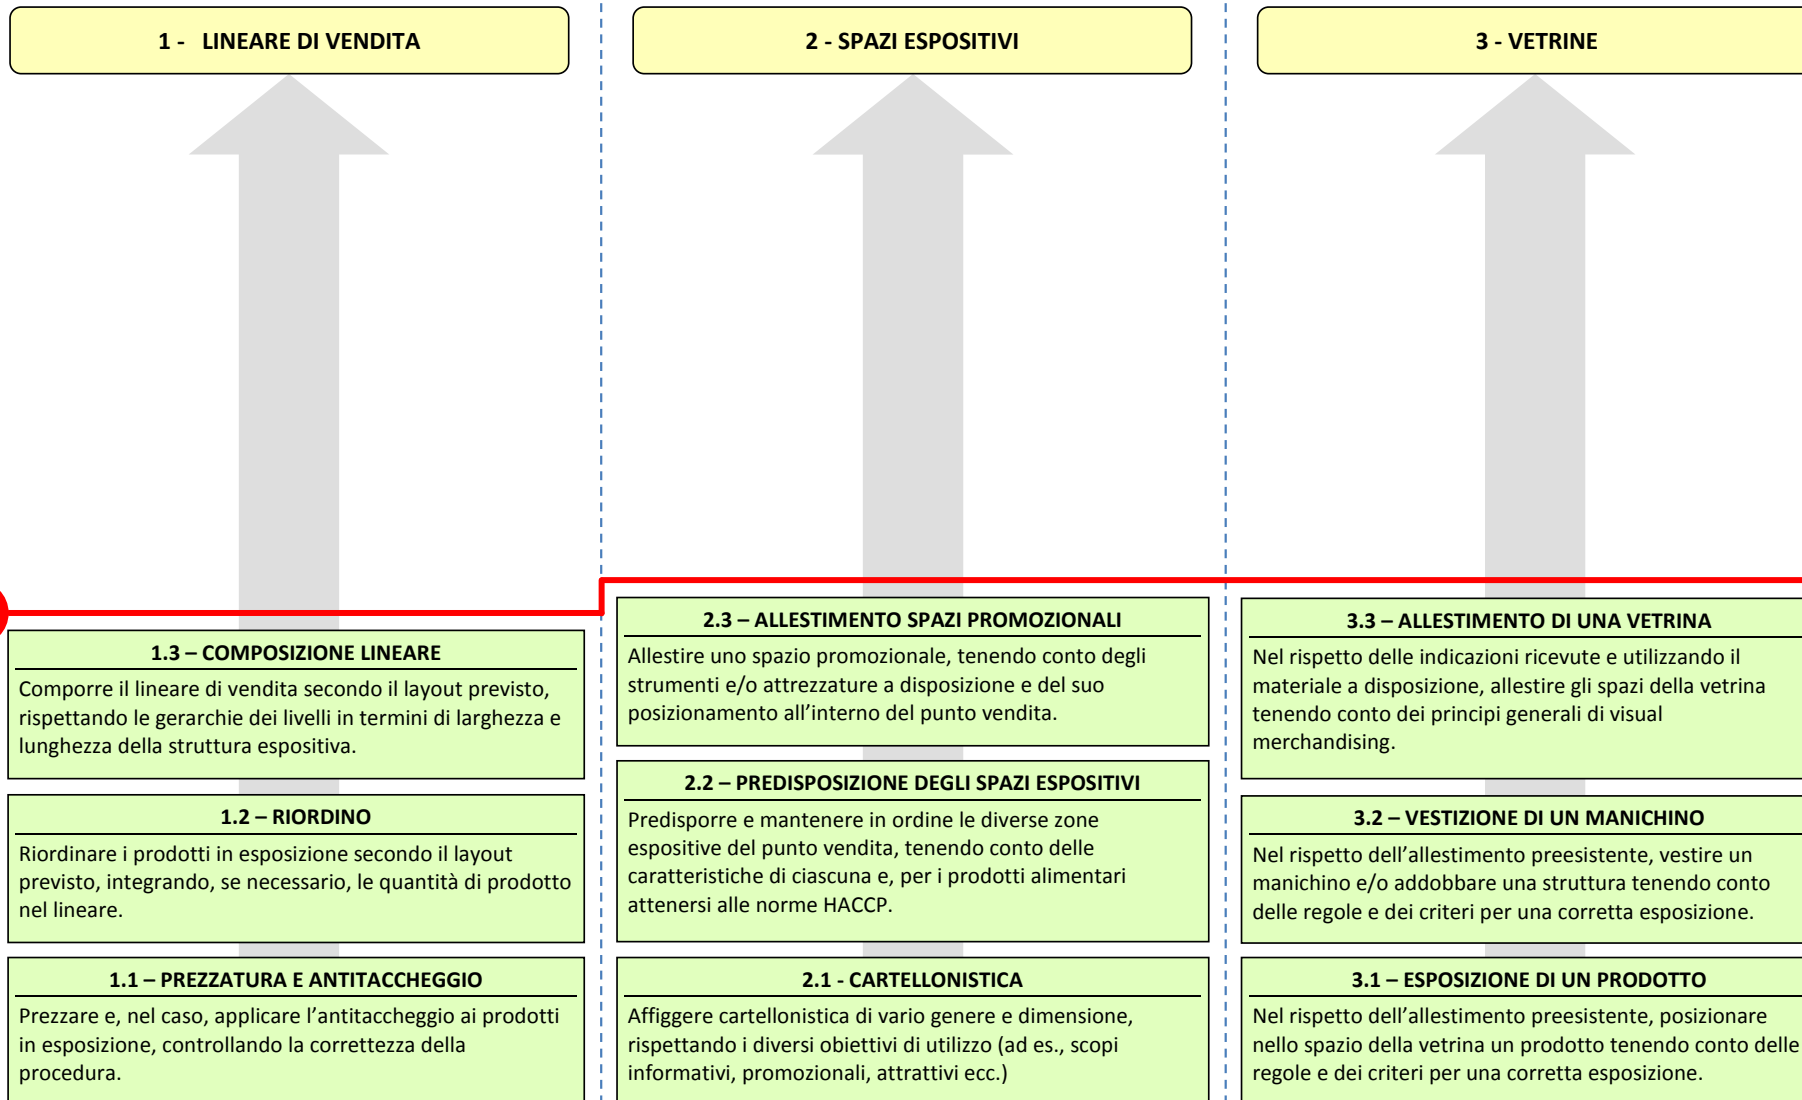 1 - LINEARE DI VENDITA
1.3 – COMPOSIZIONE LINEARE
Comporre il lineare di vendita secondo il layout previsto,
rispettando le gerarchie dei livelli in termini di larghezza e
lunghezza della struttura espositiva.
1.2 – RIORDINO
Riordinare i prodotti in esposizione secondo il layout
previsto, integrando, se necessario, le quantità di prodotto
nel lineare.
1.1 – PREZZATURA E ANTITACCHEGGIO
Prezzare e, nel caso, applicare l’antitaccheggio ai prodotti
in esposizione, controllando la correttezza della
procedura.
2 - SPAZI ESPOSITIVI
2.3 – ALLESTIMENTO SPAZI PROMOZIONALI
Allestire uno spazio promozionale, tenendo conto degli
strumenti e/o attrezzature a disposizione e del suo
posizionamento all’interno del punto vendita.
2.2 – PREDISPOSIZIONE DEGLI SPAZI ESPOSITIVI
Predisporre e mantenere in ordine le diverse zone
espositive del punto vendita, tenendo conto delle
caratteristiche di ciascuna e, per i prodotti alimentari
attenersi alle norme HACCP.
2.1 - CARTELLONISTICA
Affiggere cartellonistica di vario genere e dimensione,
rispettando i diversi obiettivi di utilizzo (ad es., scopi
informativi, promozionali, attrattivi ecc.)
3 - VETRINE
3.3 – ALLESTIMENTO DI UNA VETRINA
Nel rispetto delle indicazioni ricevute e utilizzando il
materiale a disposizione, allestire gli spazi della vetrina
tenendo conto dei principi generali di visual
merchandising.
3.2 – VESTIZIONE DI UN MANICHINO
Nel rispetto dell’allestimento preesistente, vestire un
manichino e/o addobbare una struttura tenendo conto
delle regole e dei criteri per una corretta esposizione.
3.1 – ESPOSIZIONE DI UN PRODOTTO
Nel rispetto dell’allestimento preesistente, posizionare
nello spazio della vetrina un prodotto tenendo conto delle
regole e dei criteri per una corretta esposizione.